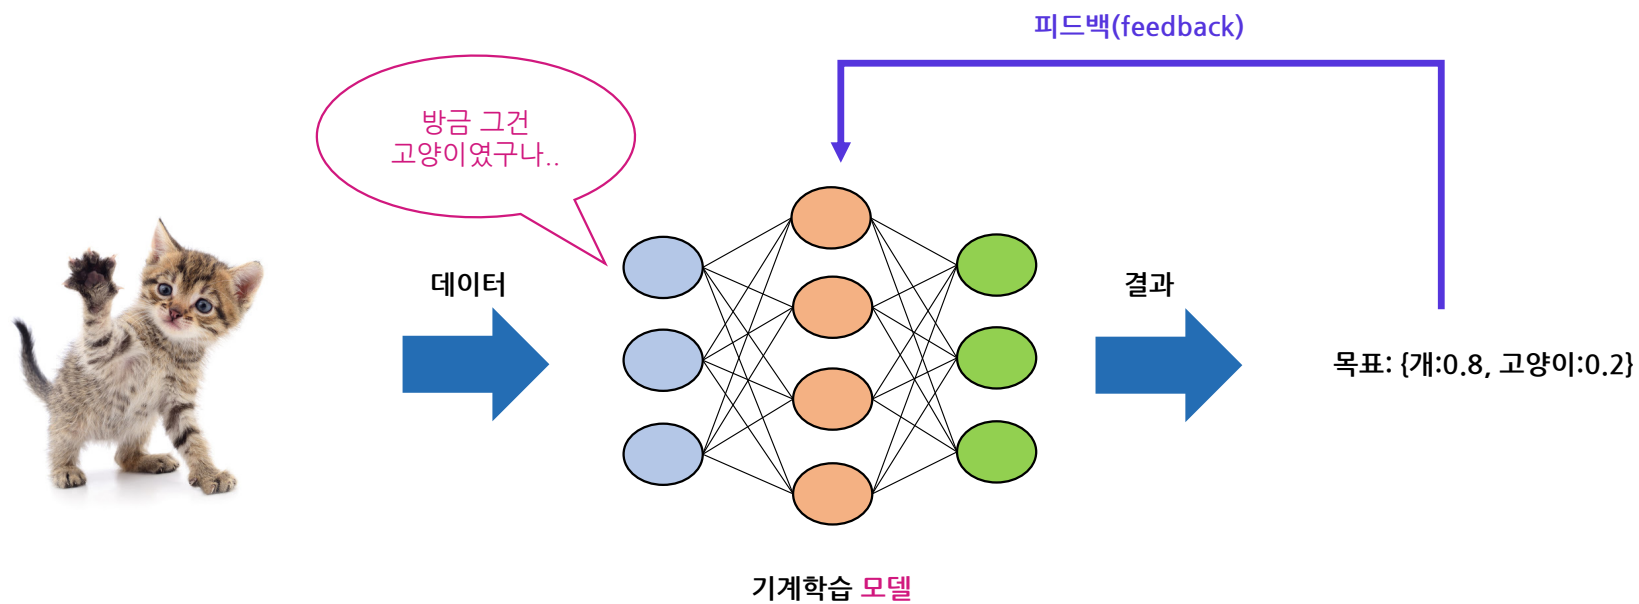 피드백(feedback)
방금 그건
고양이였구나..
데이터
결과
목표: {개:0.8, 고양이:0.2}
기계학습 모델